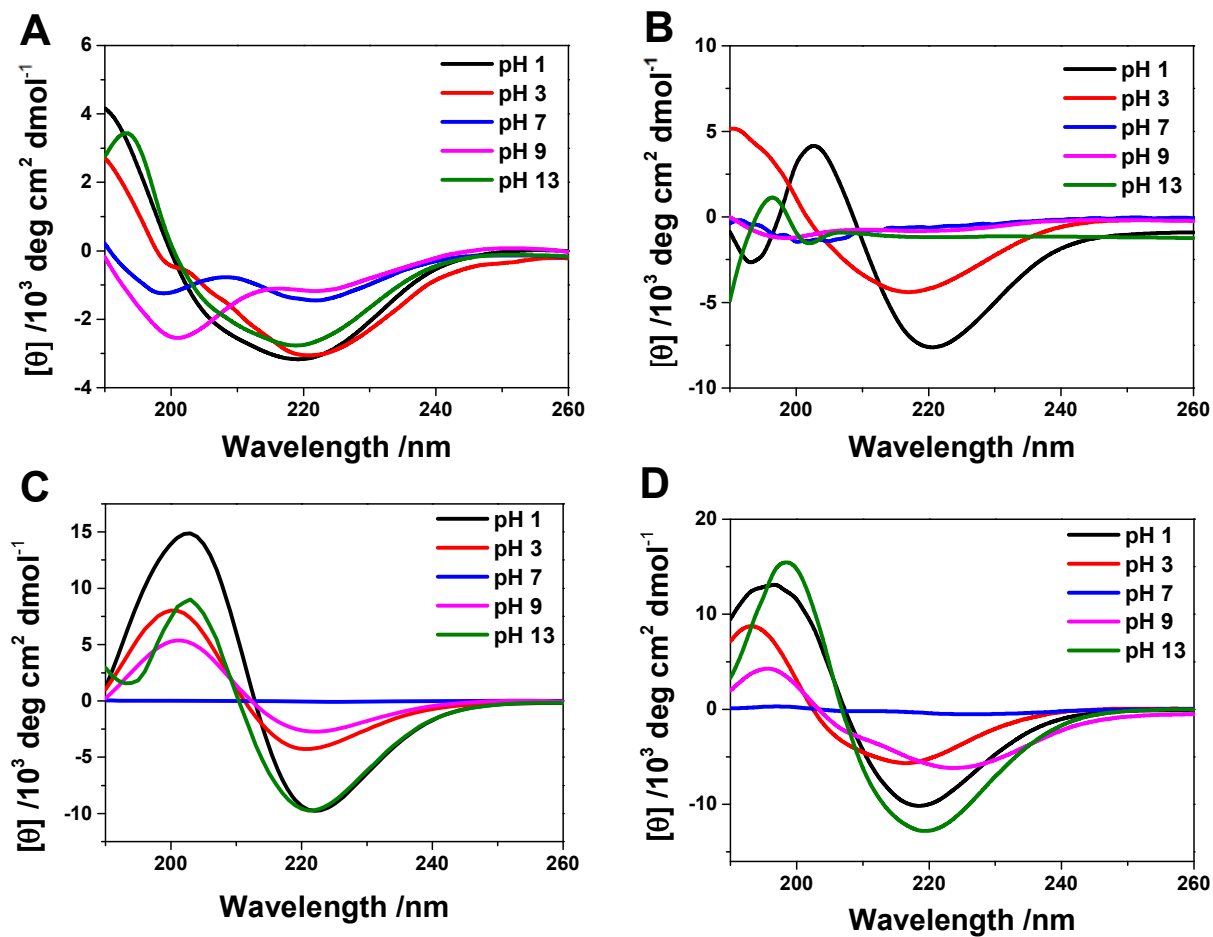 A
[θ] /10³ deg cm² dmol⁻¹
6
4
2
0
-2
-4
200
220
240
260
Wavelength /nm
pH 1
pH 3
pH 7
pH 9
pH 13
B
[θ] /10³ deg cm² dmol⁻¹
10
5
0
-5
-10
200
220
240
260
Wavelength /nm
pH 1
pH 3
pH 7
pH 9
pH 13
C
[θ] /10³ deg cm² dmol⁻¹
15
10
5
0
-5
-10
200
220
240
260
Wavelength /nm
pH 1
pH 3
pH 7
pH 9
pH 13
D
[θ] /10³ deg cm² dmol⁻¹
20
10
0
-10
200
220
240
260
Wavelength /nm
pH 1
pH 3
pH 7
pH 9
pH 13